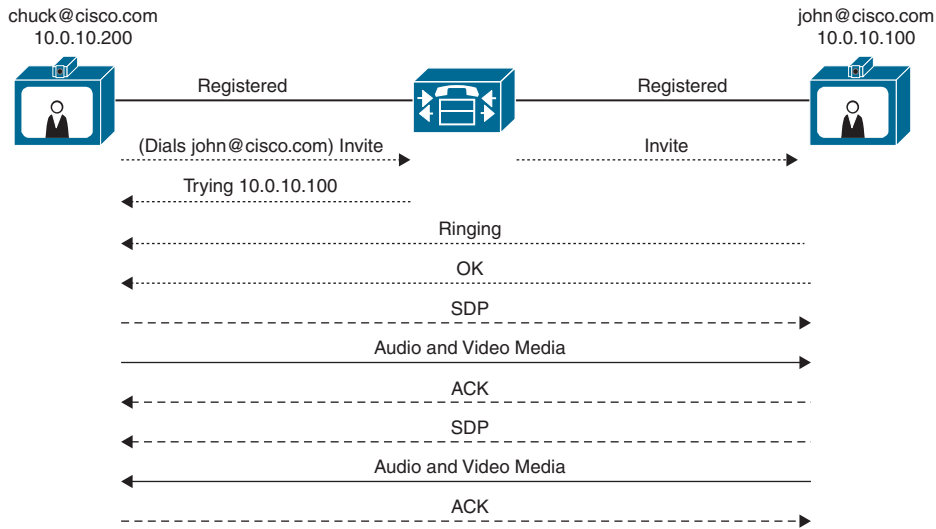 chuck@cisco.com
10.0.10.200
john@cisco.com
10.0.10.100
Registered
Registered
(Dials john@cisco.com) Invite
Invite
Trying 10.0.10.100
Ringing
OK
SDP
Audio and Video Media
ACK
SDP
Audio and Video Media
ACK